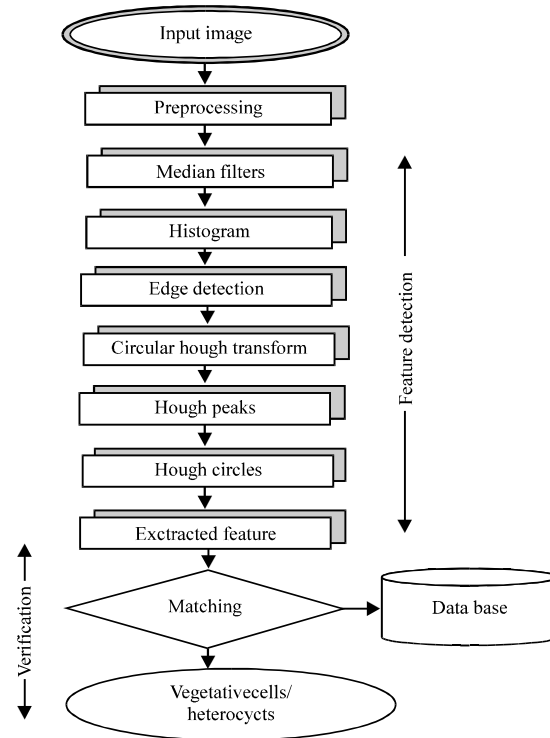 Input image
Preprocessing
Median filters
Histogram
Edge detection
Circular hough transform
Hough peaks
Hough circles
Exctracted feature
Feature detection
Matching
Data base
Verification
Vegetativecells/
heterocycts